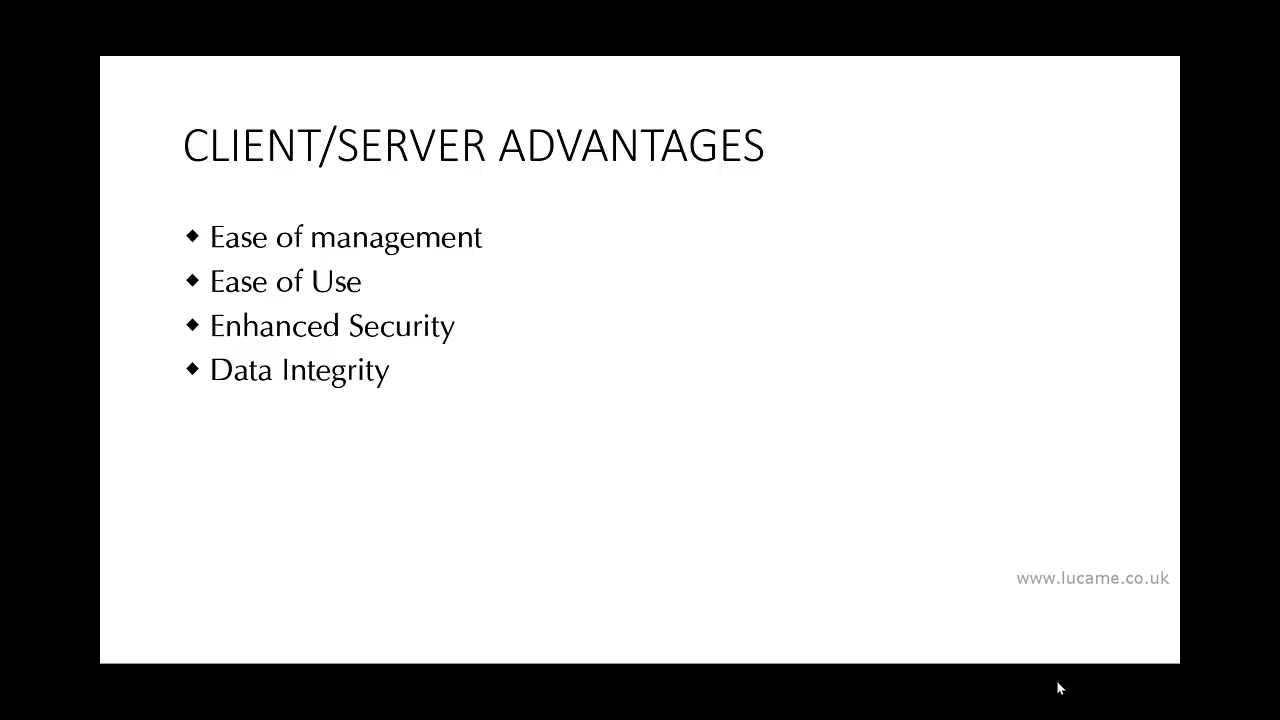 CLIENT/SERVER ADVANTAGES
◆ Ease of management
◆ Ease of Use
◆ Enhanced Security
◆ Data Integrity
www.lucame.co.uk